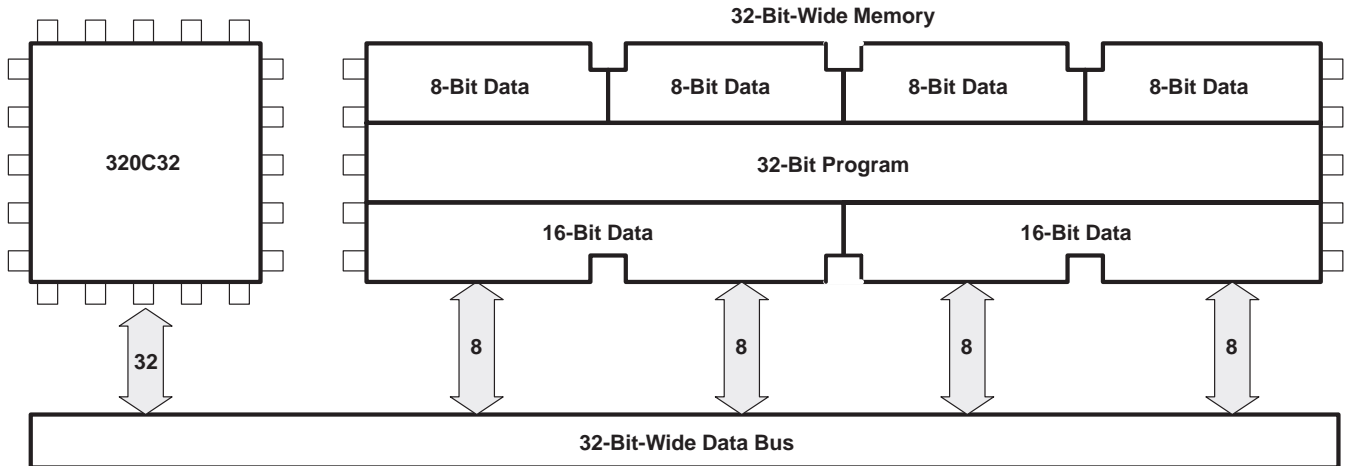 32-Bit-Wide Memory
8-Bit Data
8-Bit Data
8-Bit Data
8-Bit Data
320C32
32-Bit Program
16-Bit Data
16-Bit Data
32
8
8
8
8
32-Bit-Wide Data Bus